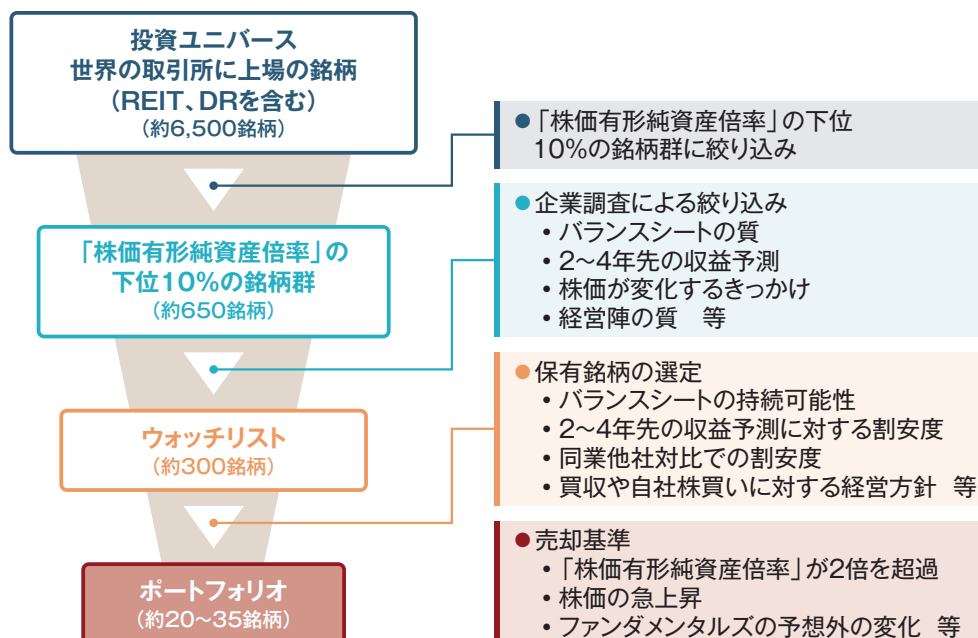 投資ユニバース
世界の取引所に上場の銘柄
（REIT、DRを含む）
（約6,500銘柄）
●「株価有形純資産倍率」の下位
10%の銘柄群に絞り込み
「株価有形純資産倍率」の
下位10%の銘柄群
（約650銘柄）
●企業調査による絞り込み
・バランスシートの質
・2〜4年先の収益予測
・株価が変化するきっかけ
・経営陣の質　等
ウォッチリスト
（約300銘柄）
●保有銘柄の選定
・バランスシートの持続可能性
・2〜4年先の収益予測に対する割安度
・同業他社対比での割安度
・買収や自社株買いに対する経営方針　等
ポートフォリオ
（約20〜35銘柄）
●売却基準
・「株価有形純資産倍率」が2倍を超過
・株価の急上昇
・ファンダメンタルズの予想外の変化　等